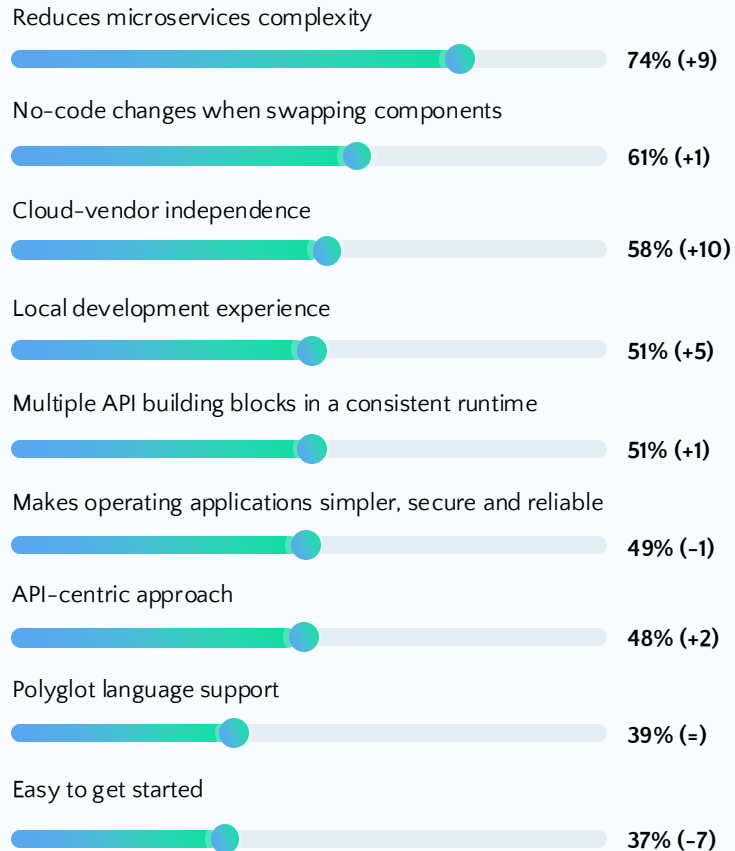 Reduces microservices complexity
74% (+9)
No-code changes when swapping components
61% (+1)
Cloud-vendor independence
58% (+10)
Local development experience
51% (+5)
Multiple API building blocks in a consistent runtime
51% (+1)
Makes operating applications simpler, secure and reliable
49% (-1)
API-centric approach
48% (+2)
Polyglot language support
39% (=)
Easy to get started
37% (-7)